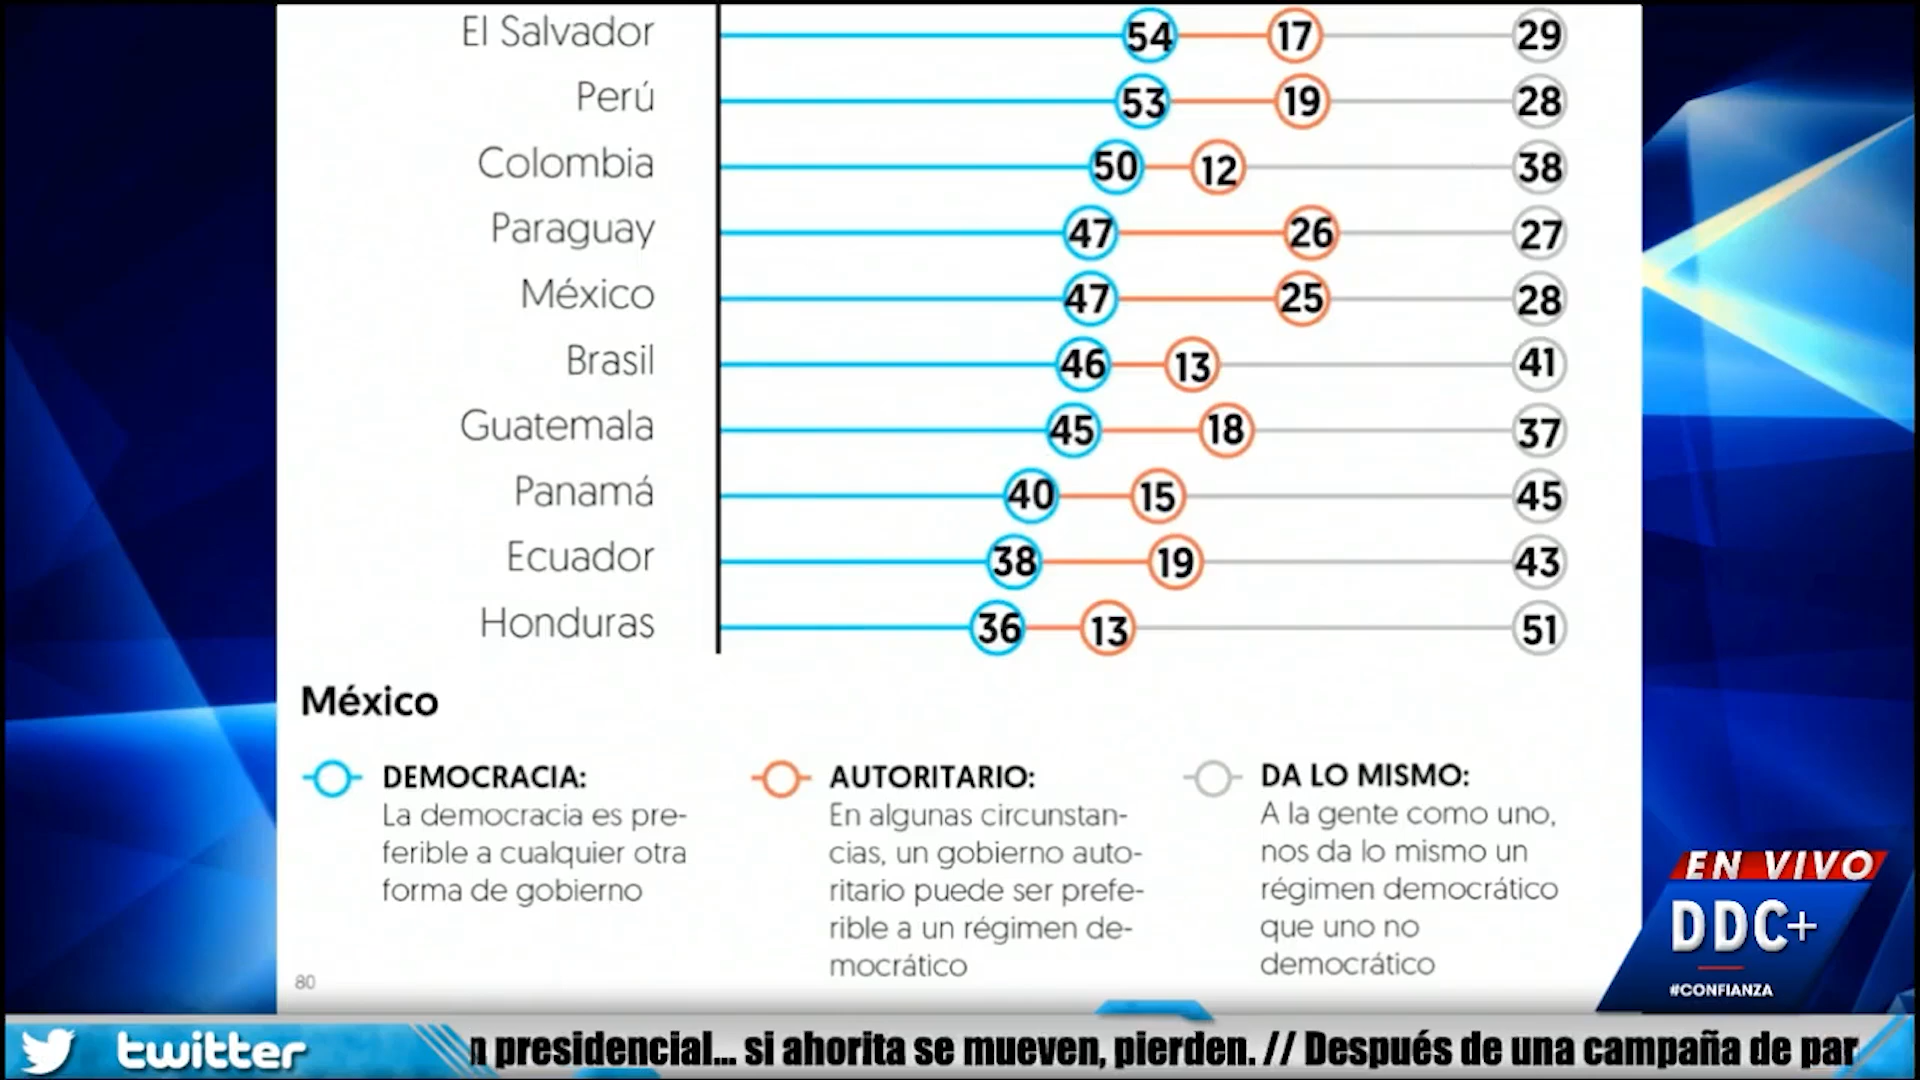 El Salvador 54 17 29
Perú 53 19 28
Colombia 50 12 38
Paraguay 47 26 27
México 47 25 28
Brasil 46 13 41
Guatemala 45 18 37
Panamá 40 15 45
Ecuador 38 19 43
Honduras 36 13 51
México
DEMOCRACIA:
La democracia es pre-
ferible a cualquier otra
forma de gobierno
AUTORITARIO:
En algunas circunstan-
cias, un gobierno auto-
ritario puede ser prefe-
rible a un régimen de-
mocrático
DA LO MISMO:
A la gente como uno,
nos da lo mismo un
régimen democrático
que uno no
democrático
80
EN VIVO
DDC+
#CONFIANZA
twitter
n presidencial... si ahorita se mueven, pierden. // Después de una campaña de par